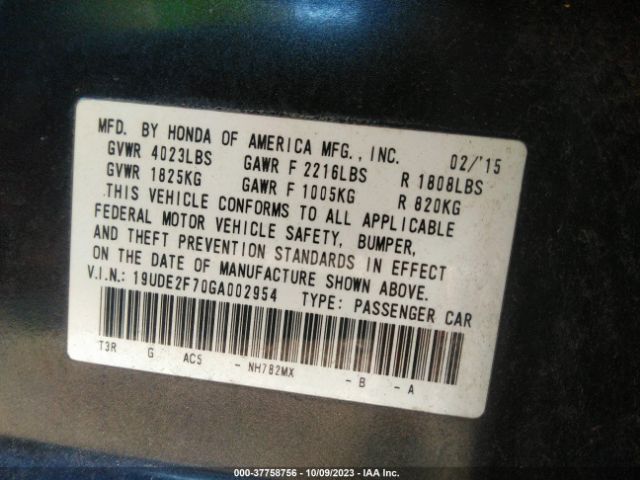 MFD. BY HONDA OF AMERICA MFG., INC. 02/'15
GVWR 4023LBS GAWR F 2216LBS R 1808LBS
GVWR 1825KG GAWR F 1005KG R 820KG
THIS VEHICLE CONFORMS TO ALL APPLICABLE
FEDERAL MOTOR VEHICLE SAFETY, BUMPER,
AND THEFT PREVENTION STANDARDS IN EFFECT
ON THE DATE OF MANUFACTURE SHOWN ABOVE.
V.I.N.: 19UDE2F70GA002954 TYPE: PASSENGER CAR
T3R G AC5 - NH782MX - B - A
000-37758756 - 10/09/2023 - IAA Inc.